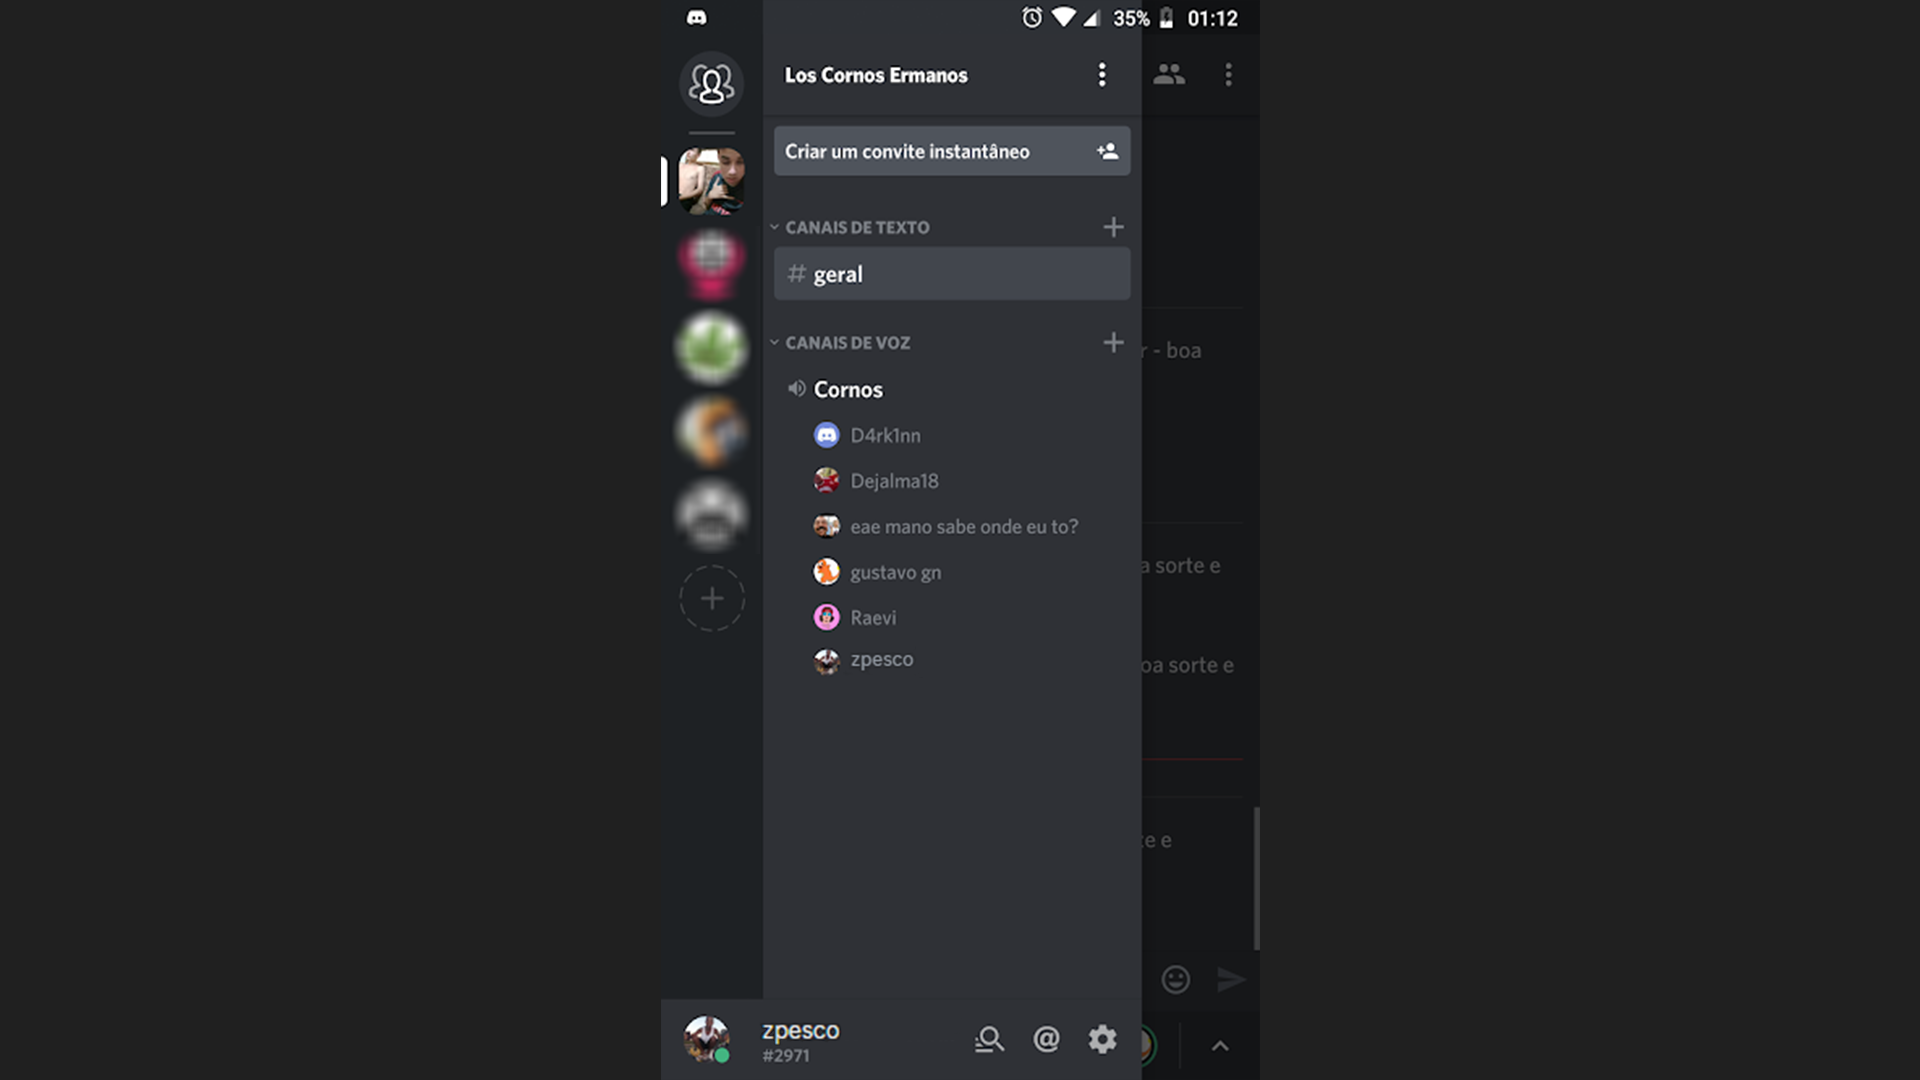 35% 01:12
Los Cornos Ermanos
Criar um convite instantâneo
CANAIS DE TEXTO
# geral
CANAIS DE VOZ
r - boa
Cornos
D4rk1nn
Dejalma18
eae mano sabe onde eu to?
a sorte e
gustavo gn
Raevi
zpesco
oa sorte e
te e
zpesco
#2971